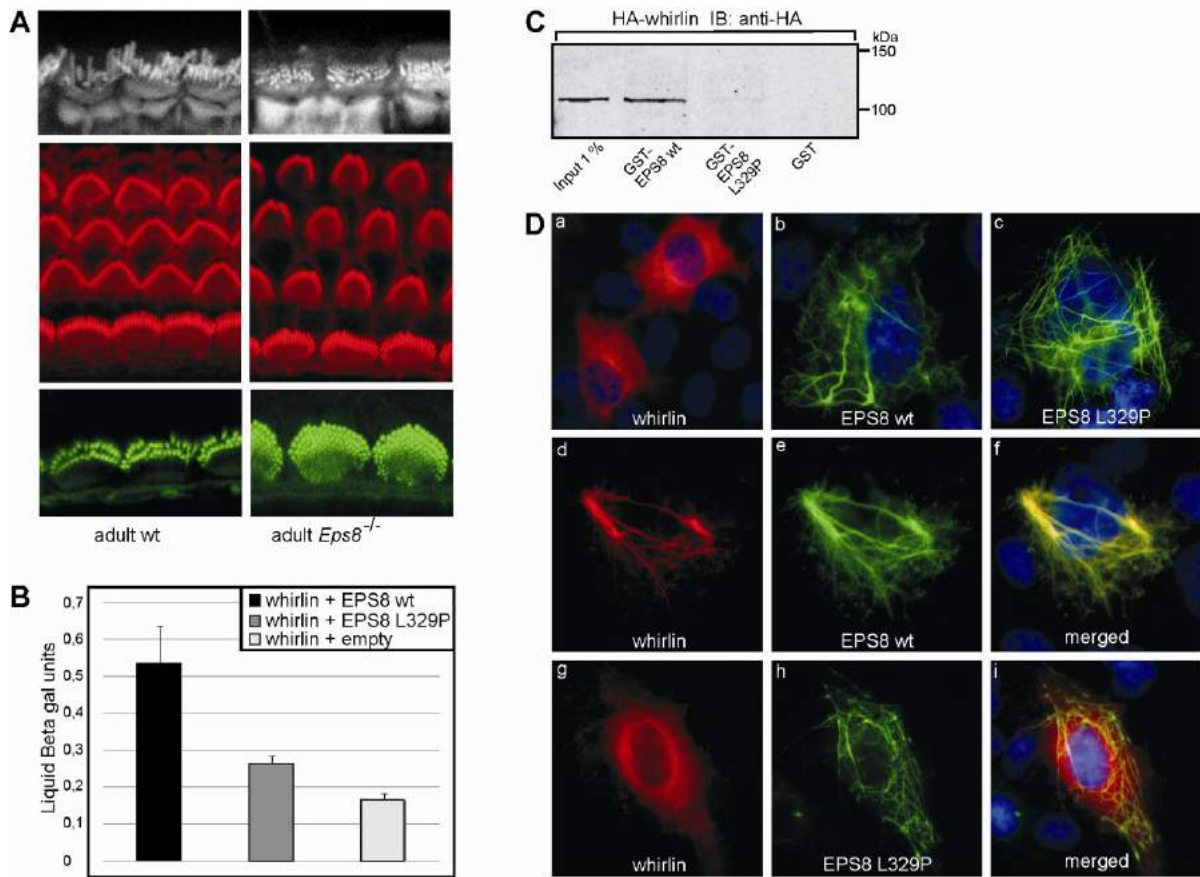 A
adult wt
adult Eps8-/-
B
Liquid Beta gal units
0,7
0,6
0,5
0,4
0,3
0,2
0,1
0
whirlin + EPS8 wt
whirlin + EPS8 L329P
whirlin + empty
C
HA-whirlin IB: anti-HA
kDa
150
100
Input 1 %
GST-
EPS8 wt
GST-
EPS8
L329P
GST
D
a
whirlin
b
EPS8 wt
c
EPS8 L329P
d
whirlin
e
EPS8 wt
f
merged
g
whirlin
h
EPS8 L329P
i
merged